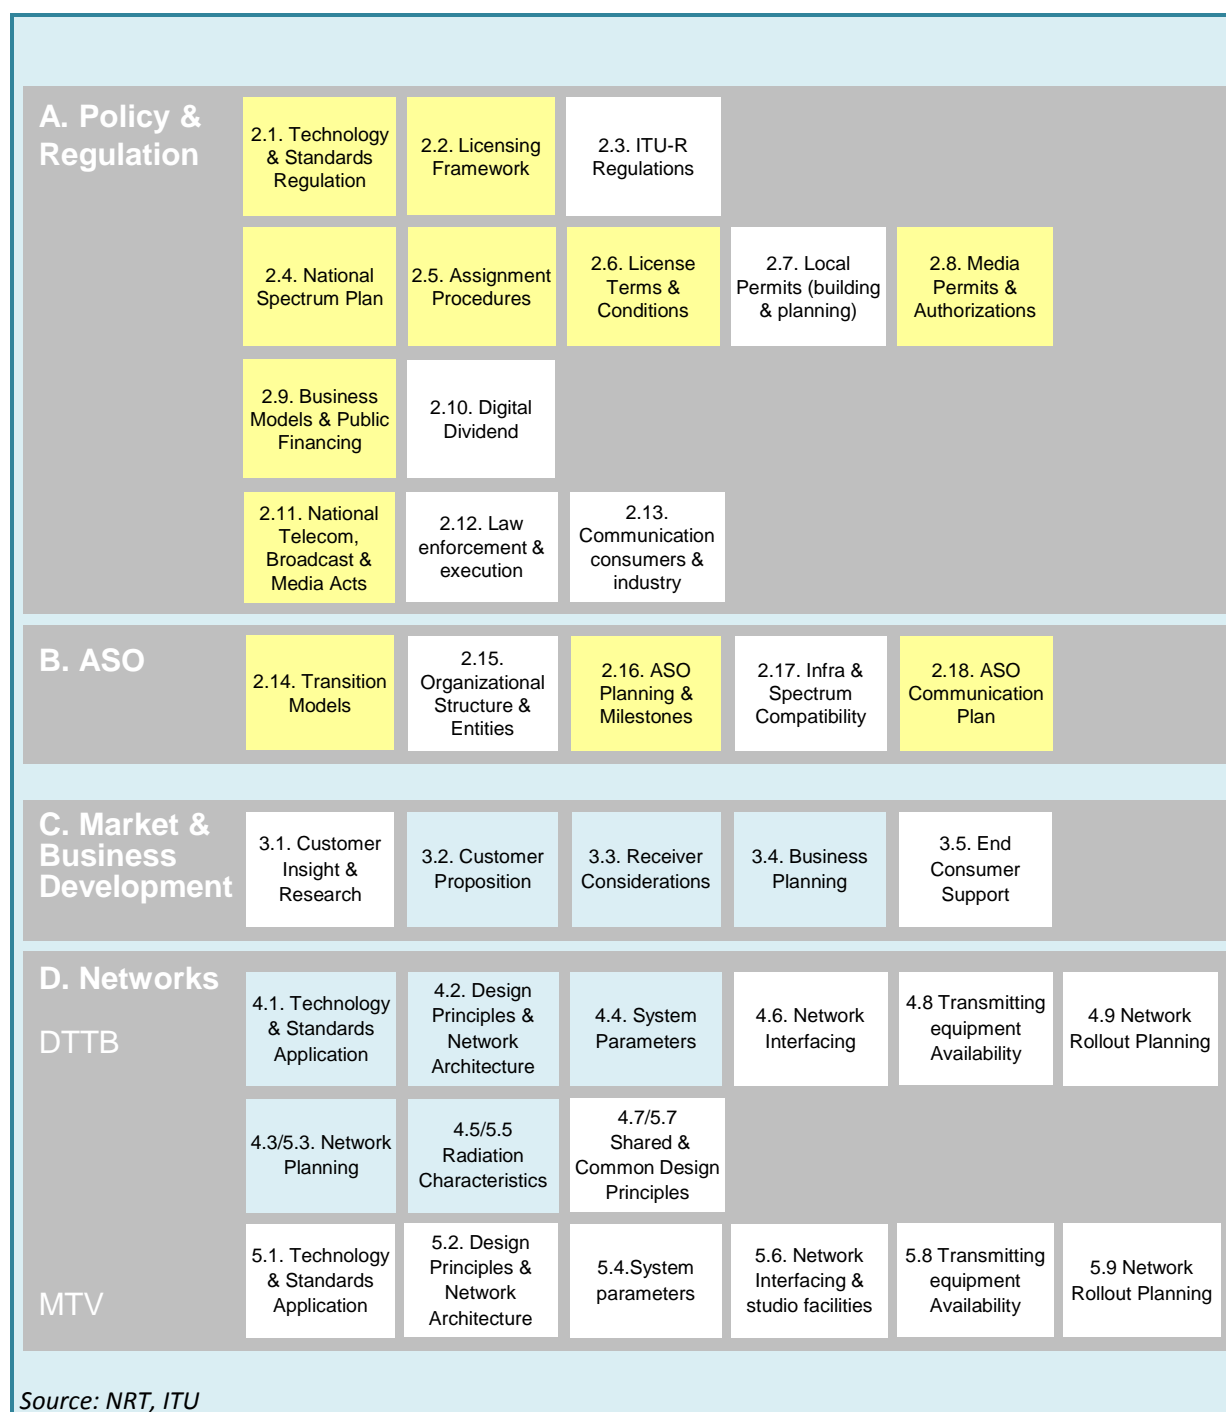 A. Policy &
Regulation
2.1. Technology
& Standards
Regulation
2.2. Licensing
Framework
2.3. ITU-R
Regulations
2.4. National
Spectrum Plan
2.5. Assignment
Procedures
2.6. License
Terms &
Conditions
2.7. Local
Permits (building
& planning)
2.8. Media
Permits &
Authorizations
2.9. Business
Models & Public
Financing
2.10. Digital
Dividend
2.11. National
Telecom,
Broadcast &
Media Acts
2.12. Law
enforcement &
execution
2.13.
Communication
consumers &
industry
B. ASO
2.14. Transition
Models
2.15.
Organizational
Structure &
Entities
2.16. ASO
Planning &
Milestones
2.17. Infra &
Spectrum
Compatibility
2.18. ASO
Communication
Plan
C. Market &
Business
Development
3.1. Customer
Insight &
Research
3.2. Customer
Proposition
3.3. Receiver
Considerations
3.4. Business
Planning
3.5. End
Consumer
Support
D. Networks
DTTB
4.1. Technology
& Standards
Application
4.2. Design
Principles &
Network
Architecture
4.4. System
Parameters
4.6. Network
Interfacing
4.8 Transmitting
equipment
Availability
4.9 Network
Rollout Planning
4.3/5.3. Network
Planning
4.5/5.5
Radiation
Characteristics
4.7/5.7
Shared &
Common Design
Principles
MTV
5.1. Technology
& Standards
Application
5.2. Design
Principles &
Network
Architecture
5.4.System
parameters
5.6. Network
Interfacing &
studio facilities
5.8 Transmitting
equipment
Availability
5.9 Network
Rollout Planning
Source: NRT, ITU